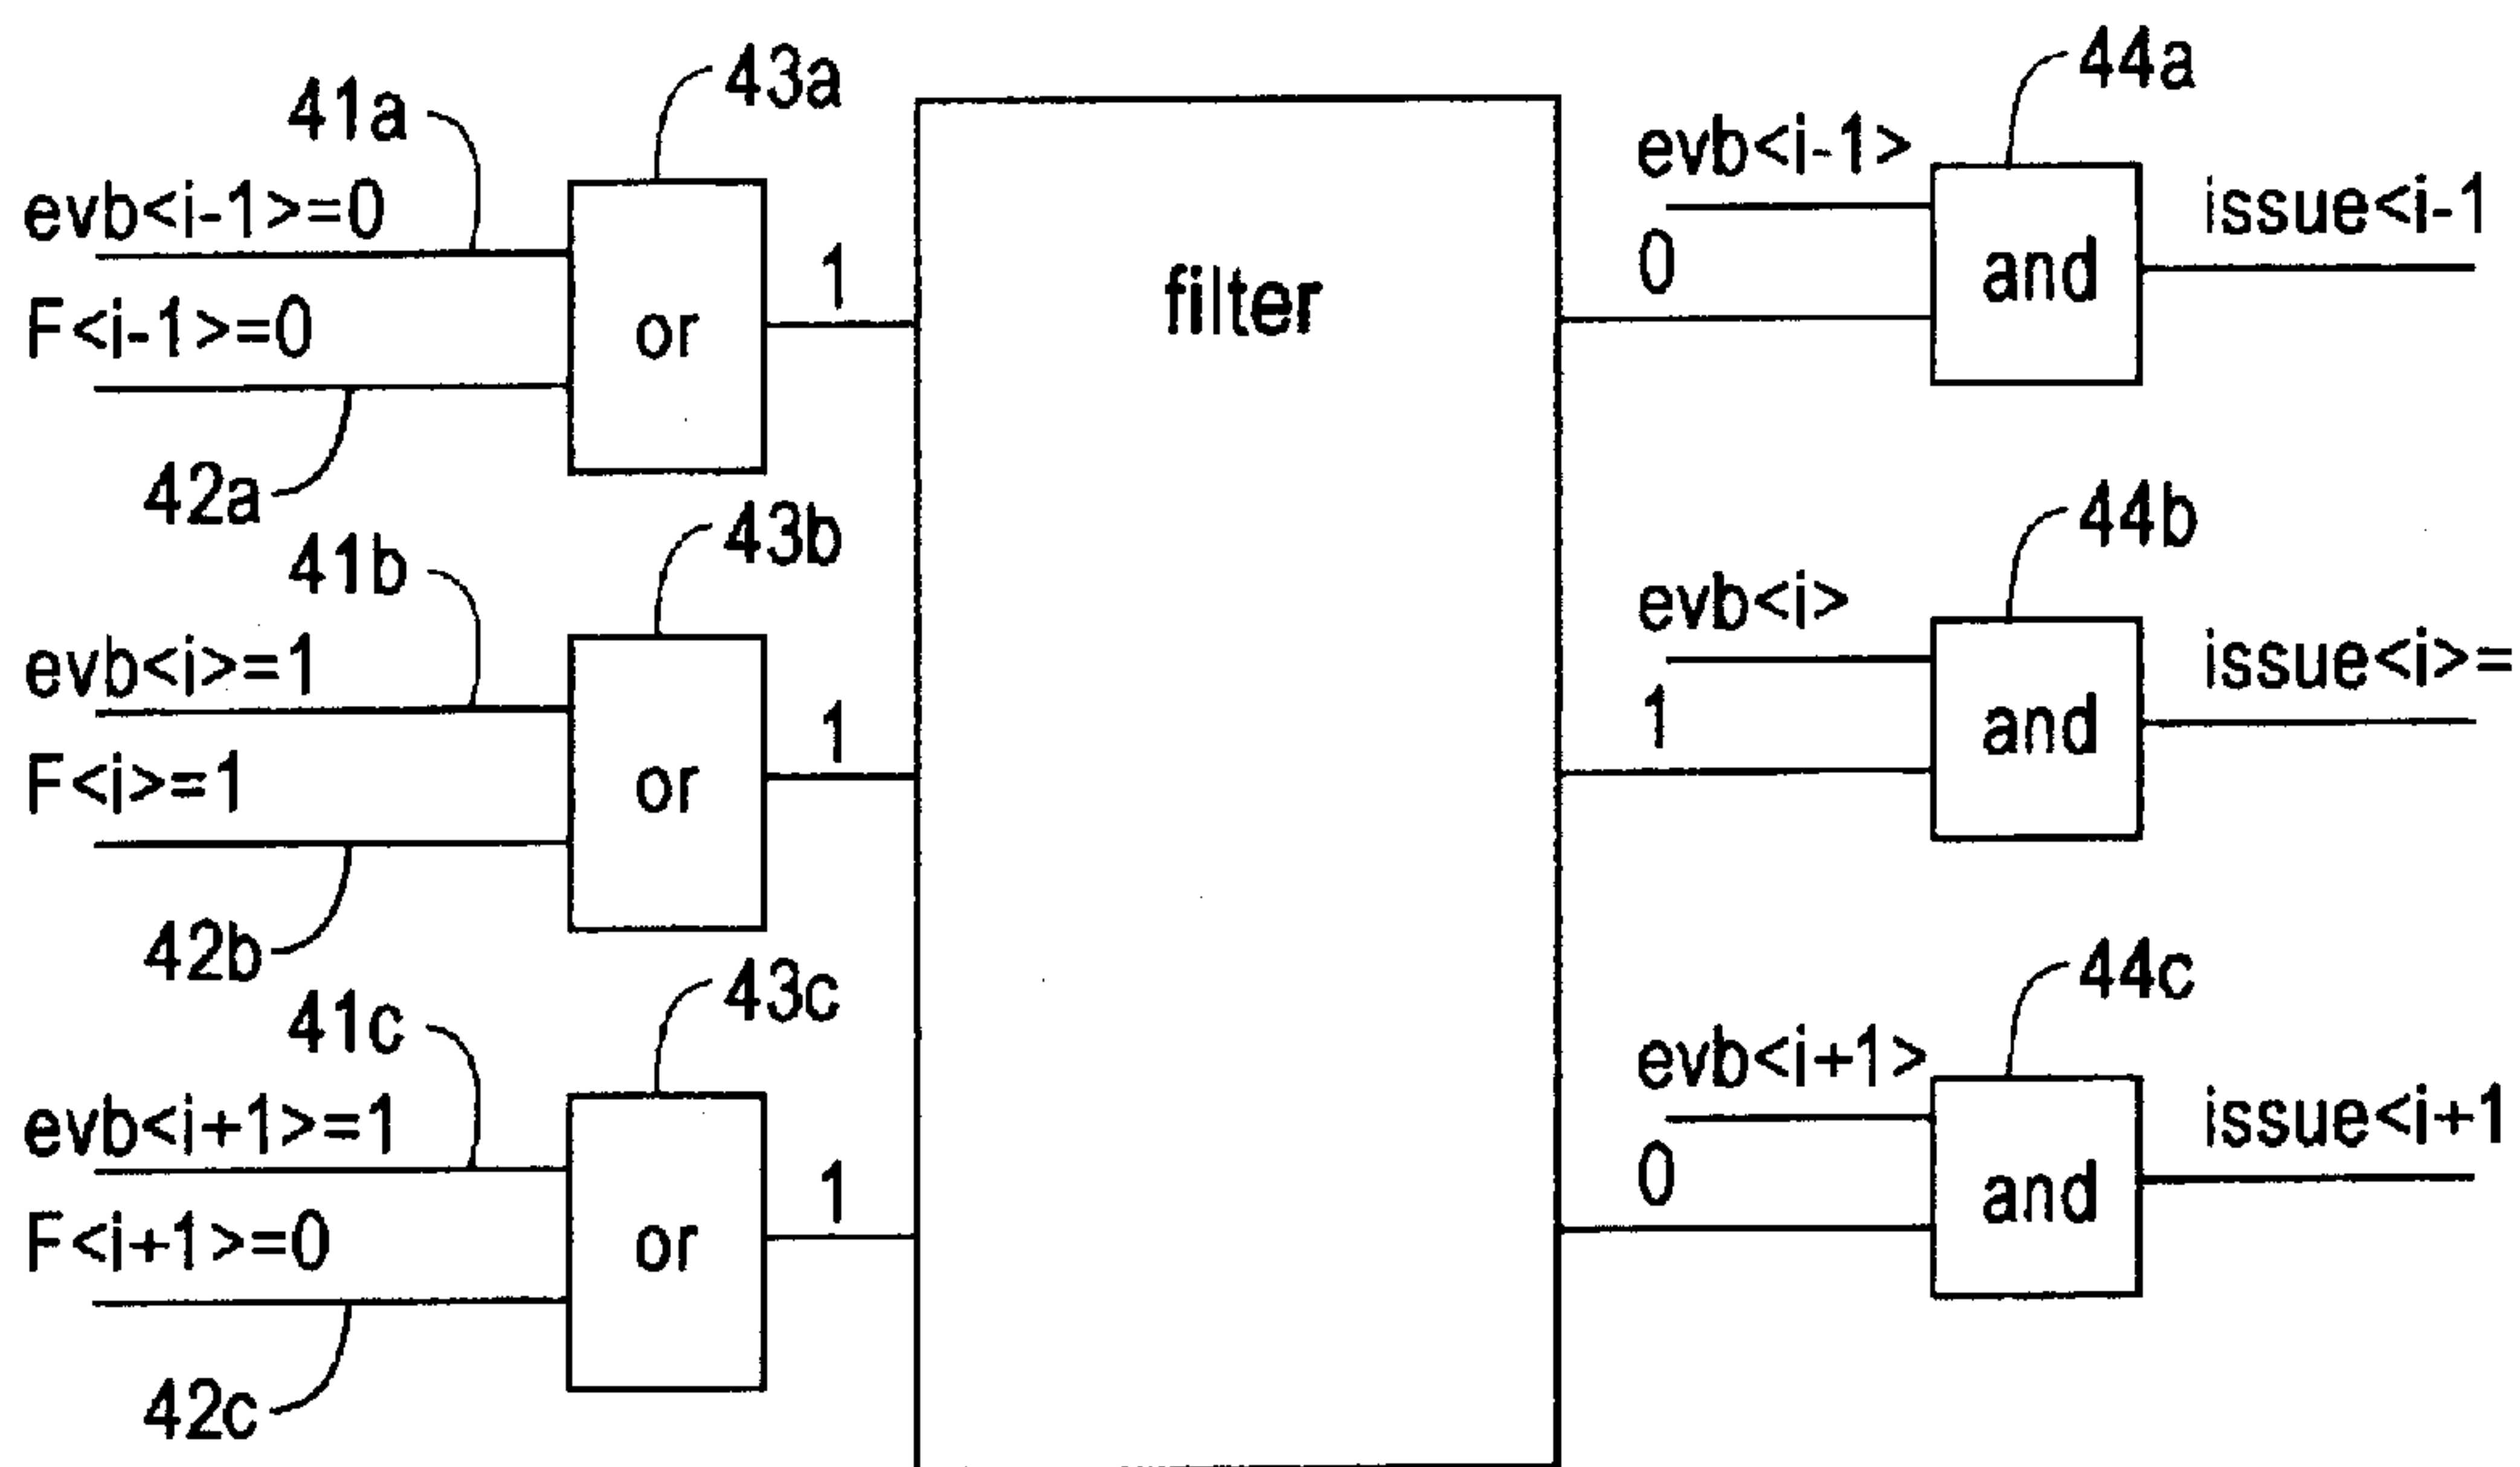 43a
41a
evb<i-1>=0
F<i-1>=0
or
1
42a
43b
41b
evb<i>=1
F<i>=1
or
1
42b
43c
41c
evb<i+1>=1
F<i+1>=0
or
1
42c
filter
44a
evb<i-1>
0
and
issue<i-1
44b
evb<i>
1
and
issue<i>=
44c
evb<i+1>
0
and
issue<i+1